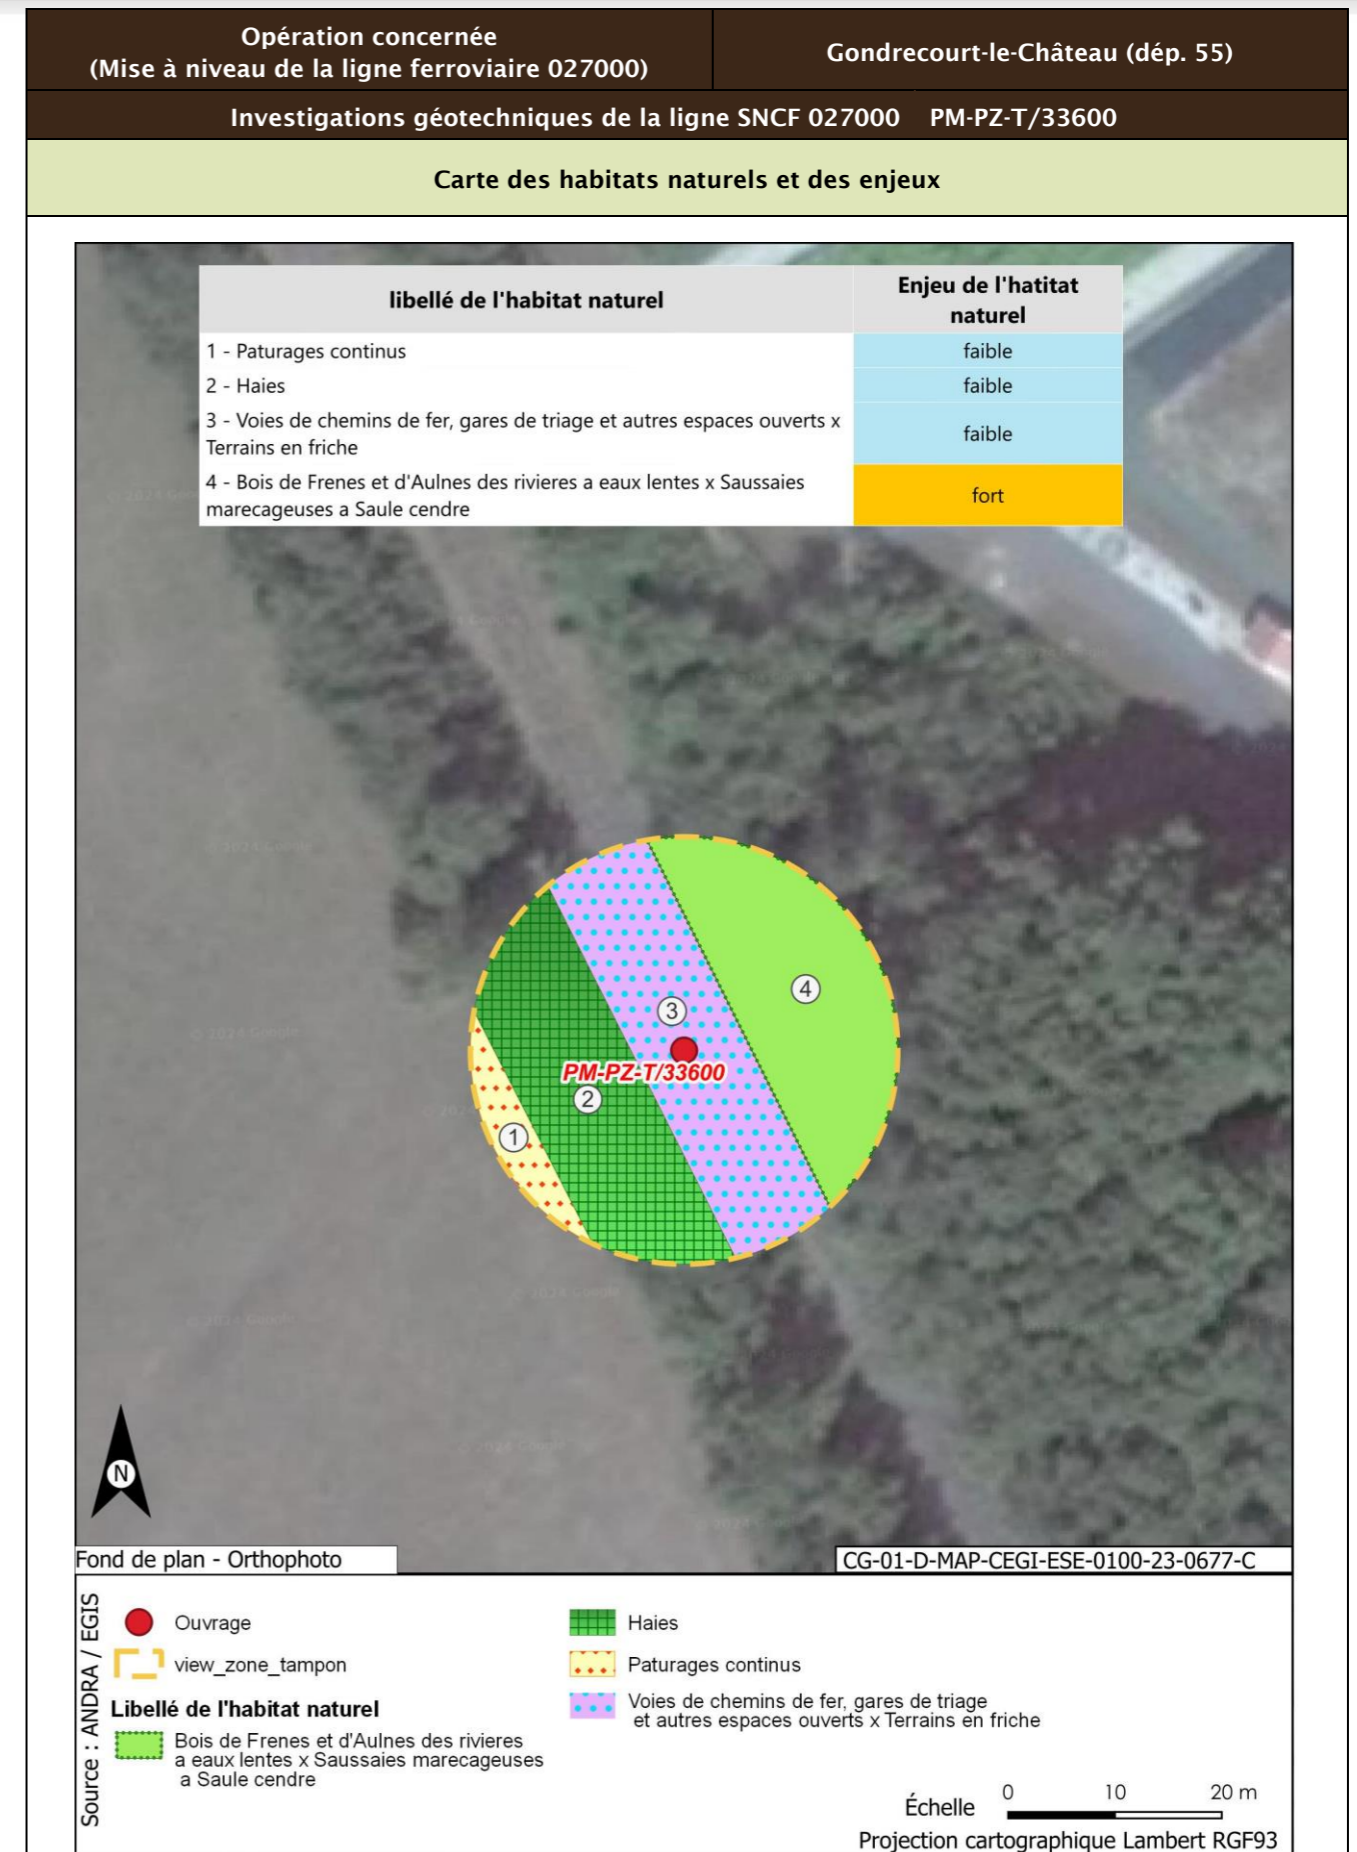 Opération concernée
(Mise à niveau de la ligne ferroviaire 027000)
Gondrecourt-le-Château (dép. 55)
Investigations géotechniques de la ligne SNCF 027000 PM-PZ-T/33600
Carte des habitats naturels et des enjeux
libellé de l'habitat naturel
Enjeu de l'hatitat
naturel
1 - Paturages continus
faible
2 - Haies
faible
3 - Voies de chemins de fer, gares de triage et autres espaces ouverts x
Terrains en friche
faible
4 - Bois de Frenes et d'Aulnes des rivieres a eaux lentes x Saussaies
marecageuses a Saule cendre
fort
© 2024 Google
4
3
PM-PZ-T/33600
2
1
N
Fond de plan - Orthophoto
CG-01-D-MAP-CEGI-ESE-0100-23-0677-C
Source : ANDRA / EGIS
Ouvrage
view_zone_tampon
Libellé de l'habitat naturel
Bois de Frenes et d'Aulnes des rivieres
a eaux lentes x Saussaies marecageuses
a Saule cendre
Haies
Paturages continus
Voies de chemins de fer, gares de triage
et autres espaces ouverts x Terrains en friche
Échelle
0 10 20 m
Projection cartographique Lambert RGF93